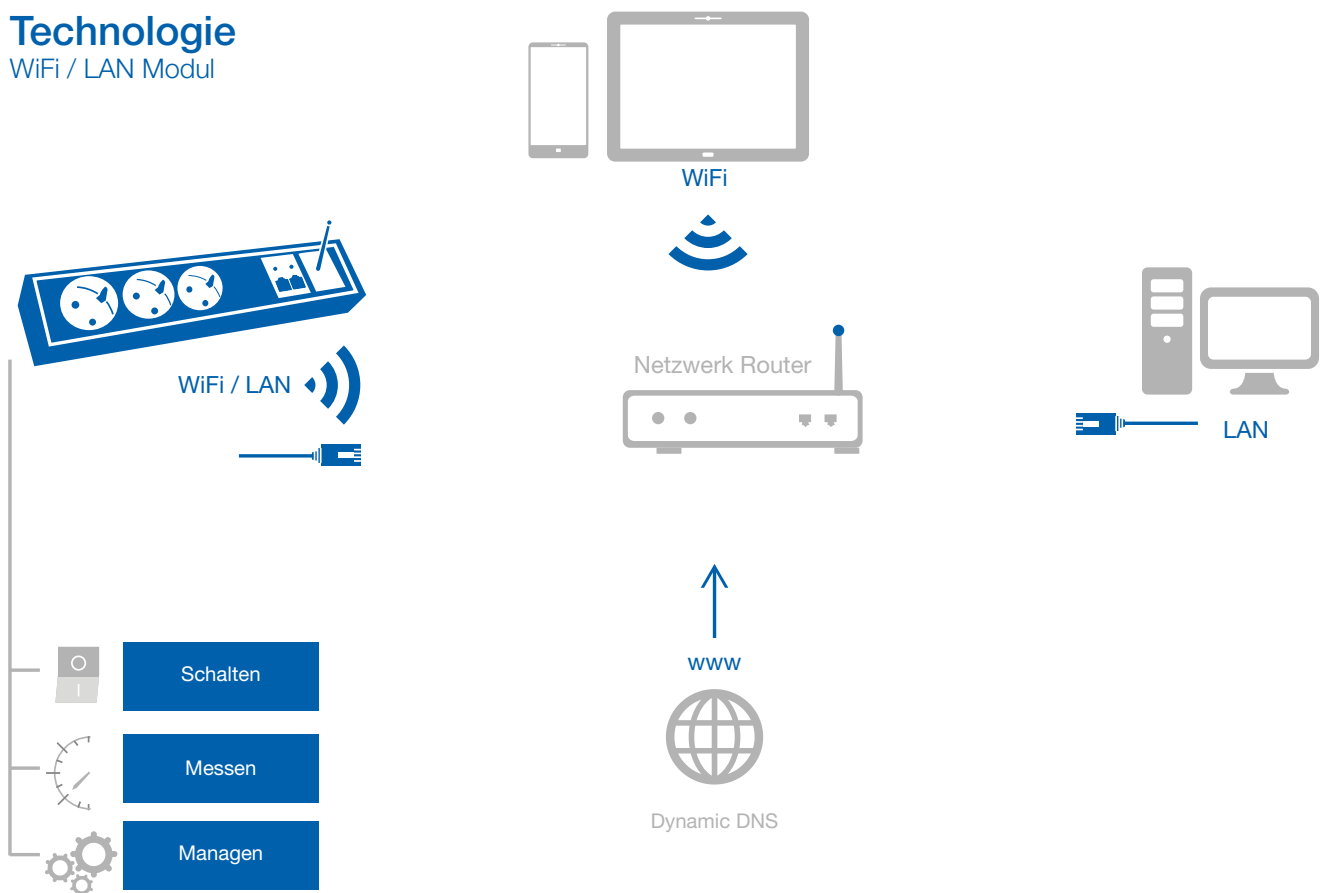 Technologie
WiFi / LAN Modul
WiFi
WiFi / LAN
Netzwerk Router
LAN
www
Dynamic DNS
Schalten
Messen
Managen